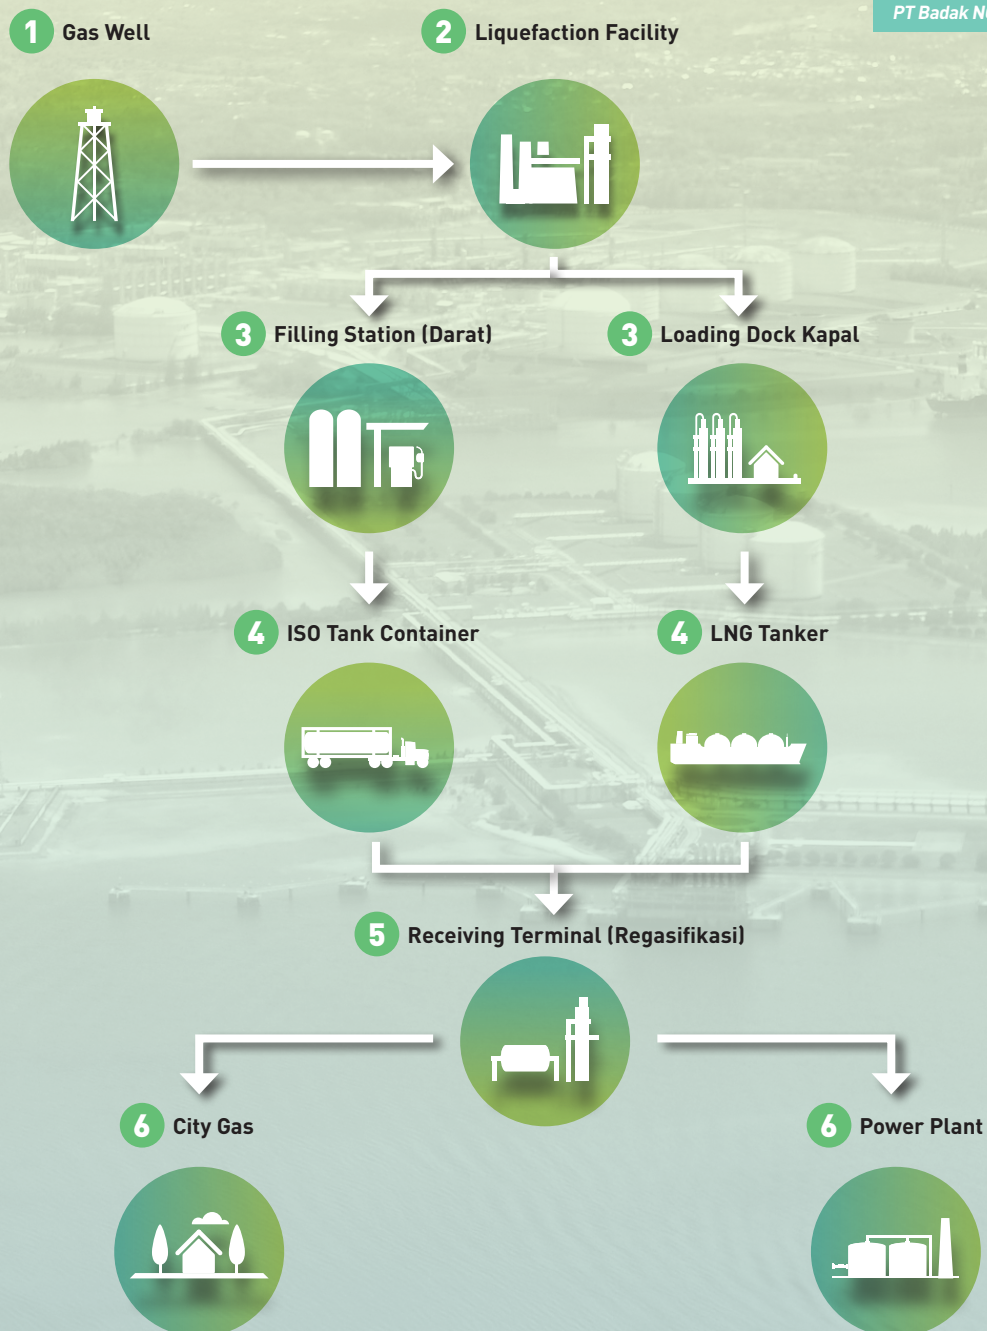 PT Badak
1 Gas Well
2 Liquefaction Facility
3 Filling Station (Darat)
3 Loading Dock Kapal
4 ISO Tank Container
4 LNG Tanker
5 Receiving Terminal (Regasifikasi)
6 City Gas
6 Power Plant